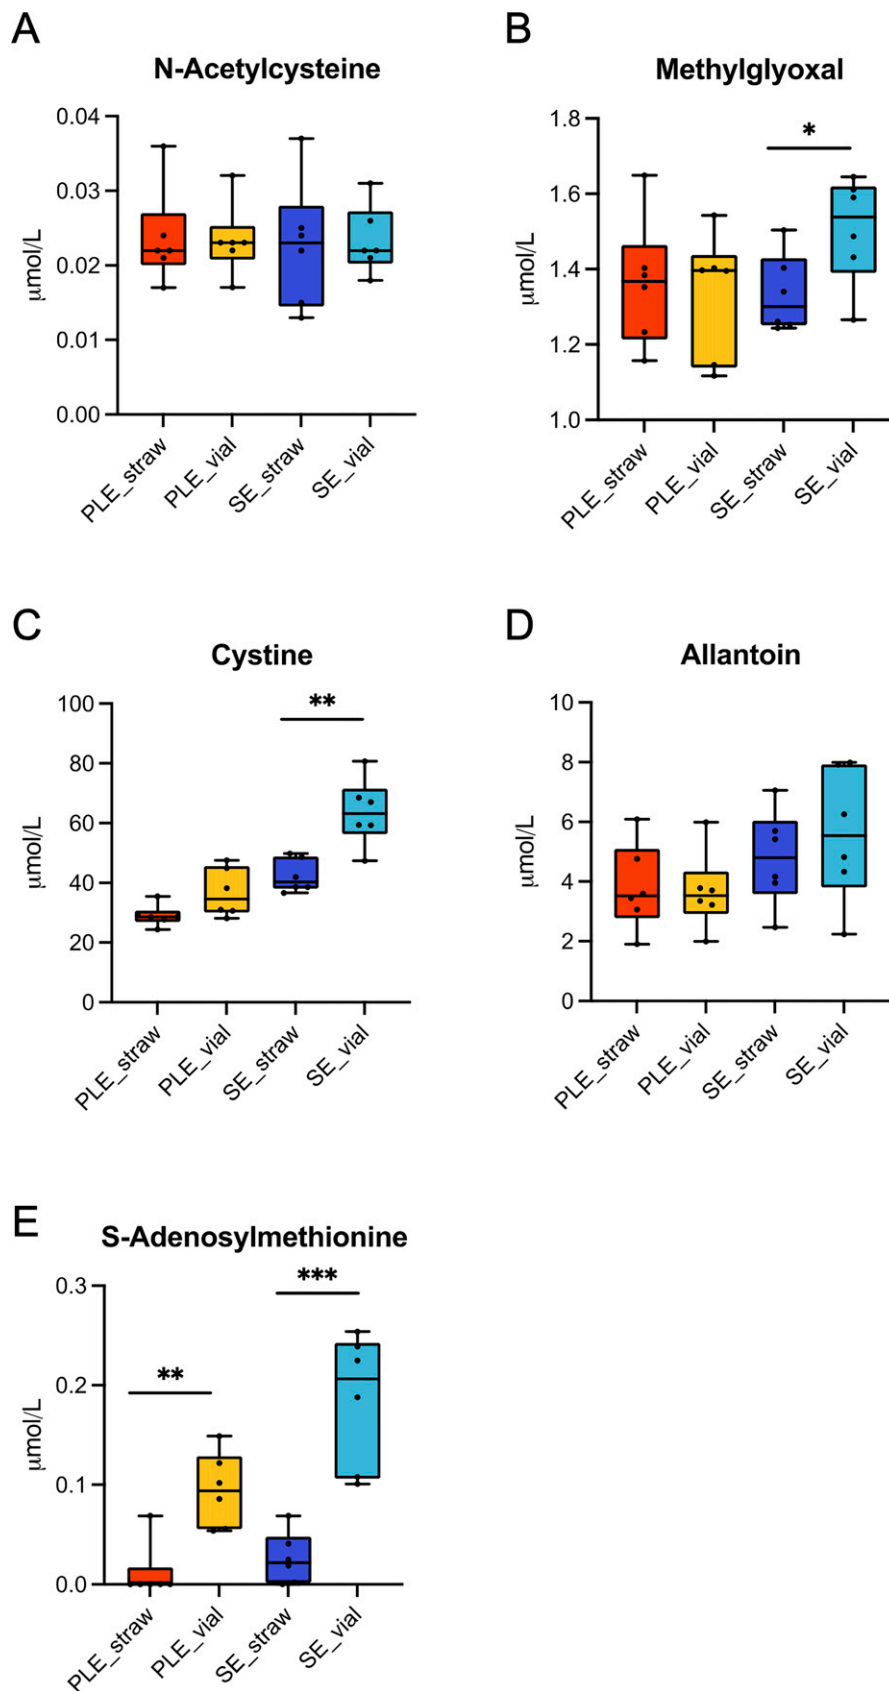 A
N-Acetylcysteine
0.04
0.03
0.02
0.01
0.00
µmol/L
PLE_straw
PLE_vial
SE_straw
SE_vial
B
Methylglyoxal
*
1.8
1.6
1.4
1.2
1.0
µmol/L
PLE_straw
PLE_vial
SE_straw
SE_vial
C
Cystine
**
100
80
60
40
20
0
µmol/L
PLE_straw
PLE_vial
SE_straw
SE_vial
D
Allantoin
10
8
6
4
2
0
µmol/L
PLE_straw
PLE_vial
SE_straw
SE_vial
E
S-Adenosylmethionine
***
**
0.3
0.2
0.1
0.0
µmol/L
PLE_straw
PLE_vial
SE_straw
SE_vial